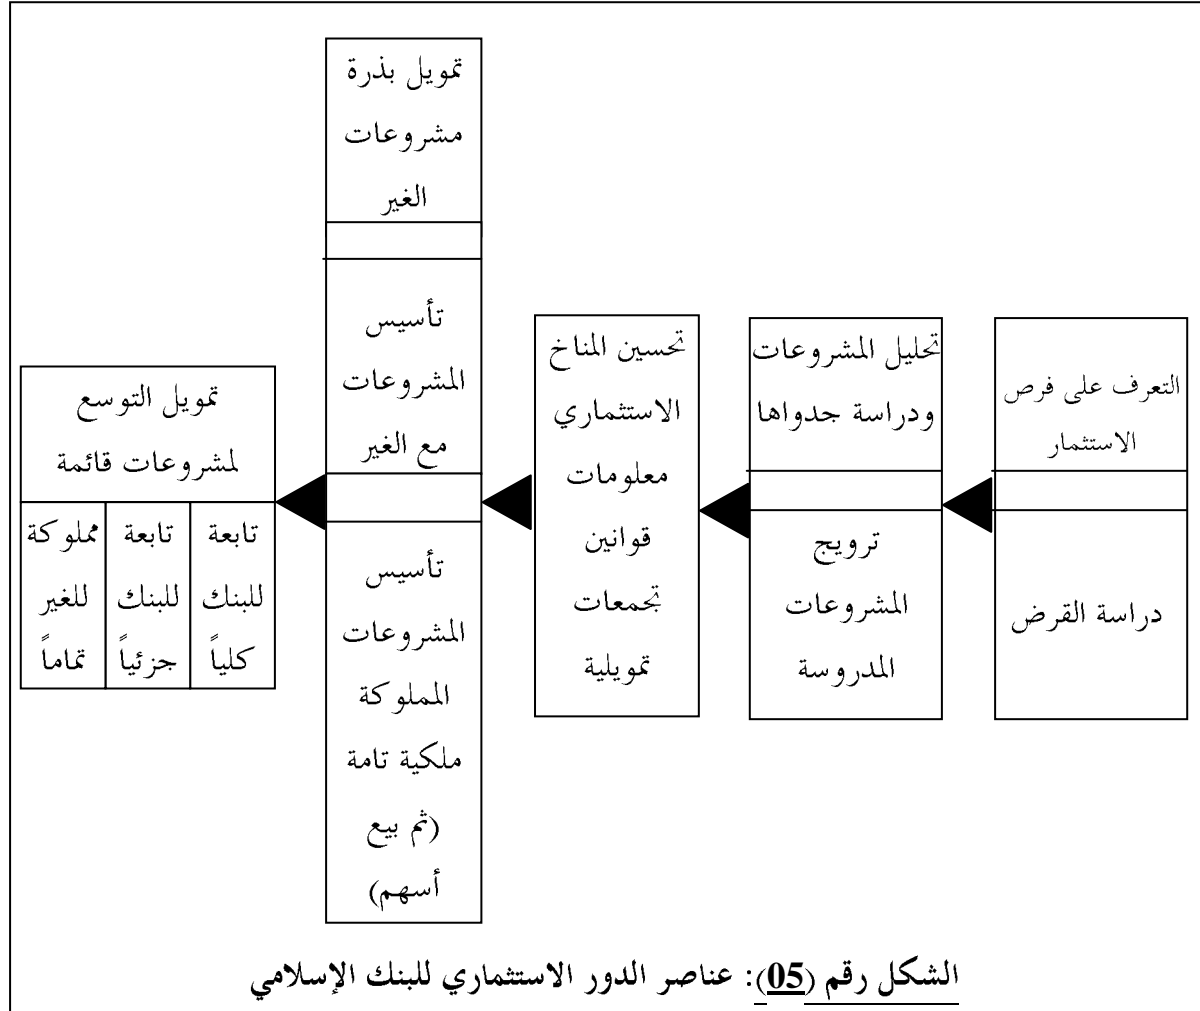 التعرف على فرص
الاستثمار
دراسة القرض
تحليل المشروعات
ودراسة جدواها
ترويج
المشروعات
المدروسة
تحسين المناخ
الاستثماري
معلومات
قوانين
تجمعات
تمويلية
تمويل بذرة
مشروعات
الغير
تأسيس
المشروعات
مع الغير
تأسيس
المشروعات
المملوكة
ملكية تامة
(ثم بيع
أسهم)
تمويل التوسع
لمشروعات قائمة
تابعة
للبنك
كلياً
تابعة
للبنك
جزئياً
مملوكة
للغير
تماماً
الشكل رقم (05): عناصر الدور الاستثماري للبنك الإسلامي